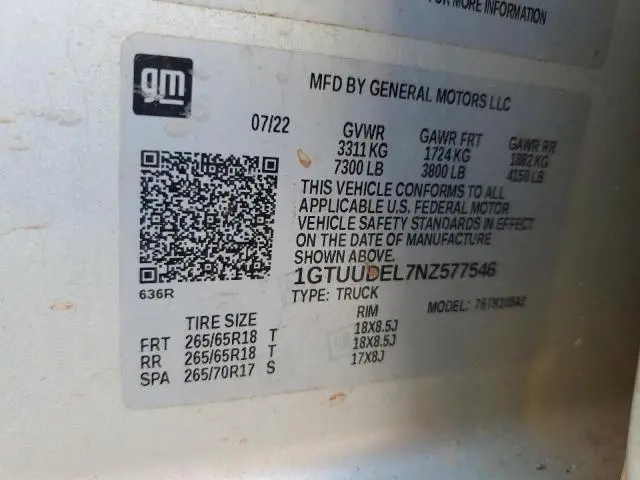 FOR MORE INFORMATION
gm
MFD BY GENERAL MOTORS LLC
07/22 GVWR GAWR FRT GAWR RR
3311 KG 1724 KG 1882 KG
7300 LB 3800 LB 4150 LB
THIS VEHICLE CONFORMS TO ALL
APPLICABLE U.S. FEDERAL MOTOR
VEHICLE SAFETY STANDARDS IN EFFECT
ON THE DATE OF MANUFACTURE
SHOWN ABOVE.
1GTUUDEL7NZ577546
636R
TYPE: TRUCK MODEL:
TIRE SIZE RIM
FRT 265/65R18 T 18X8.5J
RR 265/65R18 T 18X8.5J
SPA 265/70R17 S 17X8J